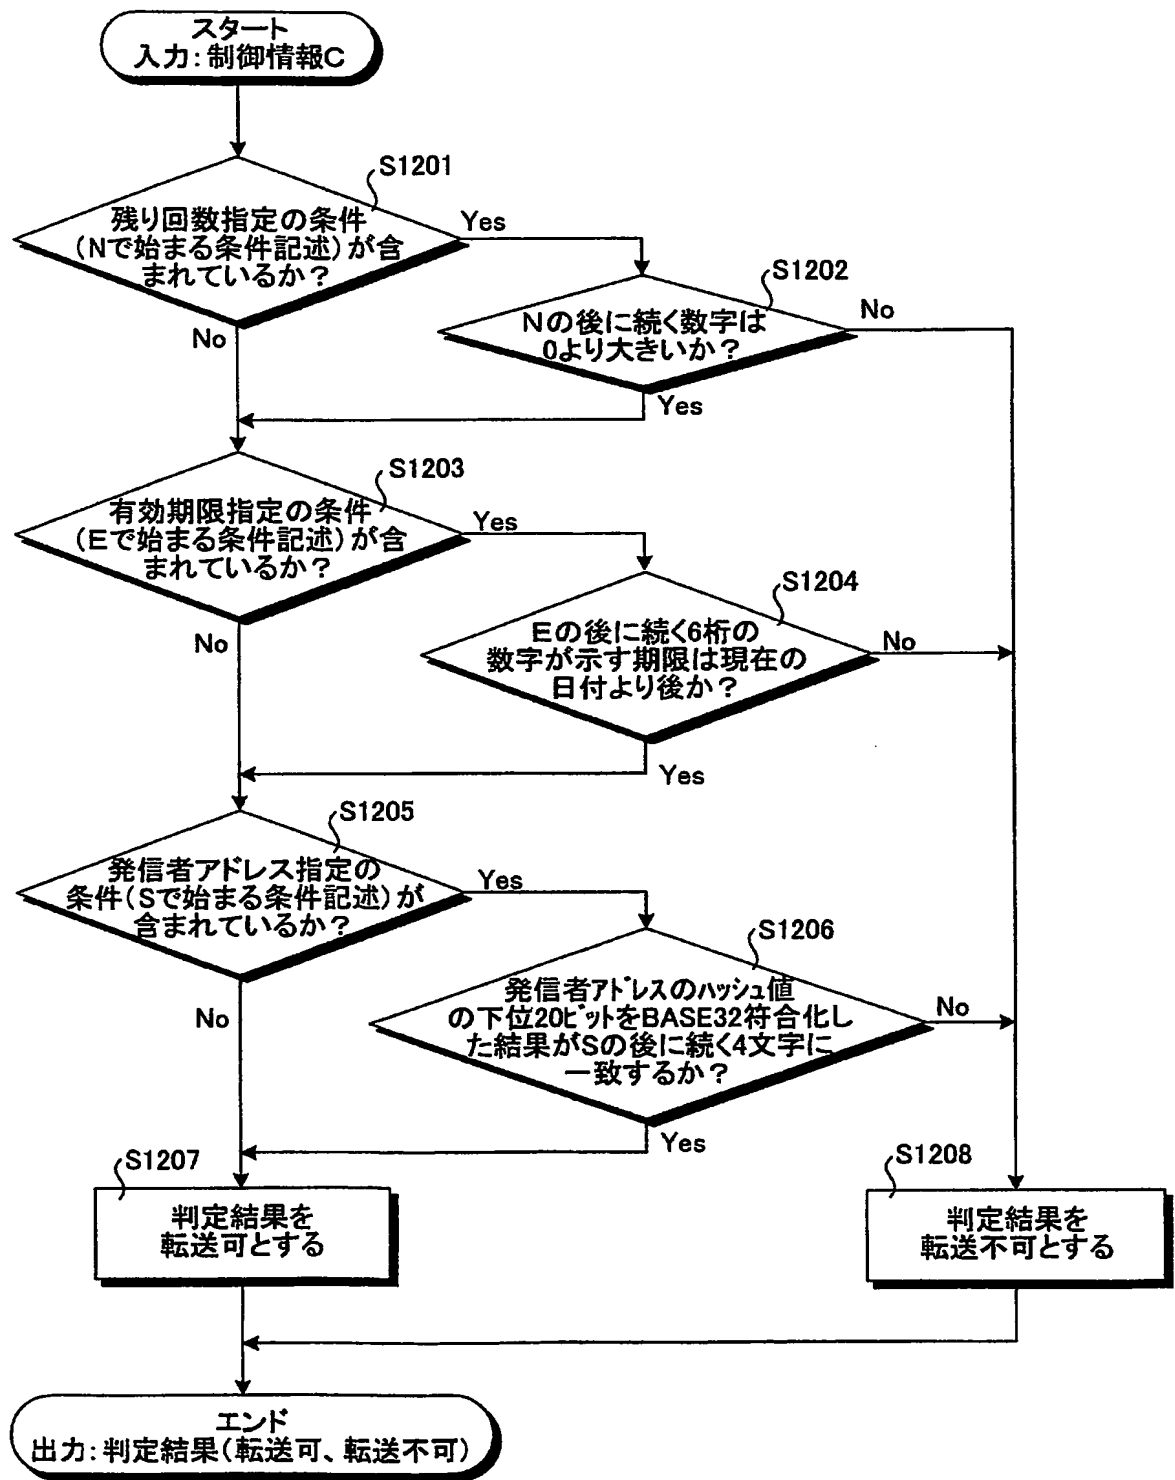 スタート
入力:制御情報C
S1201
残り回数指定の条件
(Nで始まる条件記述)が含
まれているか?
Yes
No
S1202
Nの後に続く数字は
0より大きいか?
No
Yes
S1203
有効期限指定の条件
(Eで始まる条件記述)が含
まれているか?
Yes
No
S1204
Eの後に続く6桁の
数字が示す期限は現在の
日付より後か?
No
Yes
S1205
発信者アドレス指定の
条件(Sで始まる条件記述)が
含まれているか?
Yes
No
S1206
発信者アドレスのハッシュ値
の下位20ビットをBASE32符合化し
た結果がSの後に続く4文字に
一致するか?
No
Yes
S1207
判定結果を
転送可とする
S1208
判定結果を
転送不可とする
エンド
出力:判定結果(転送可、転送不可)